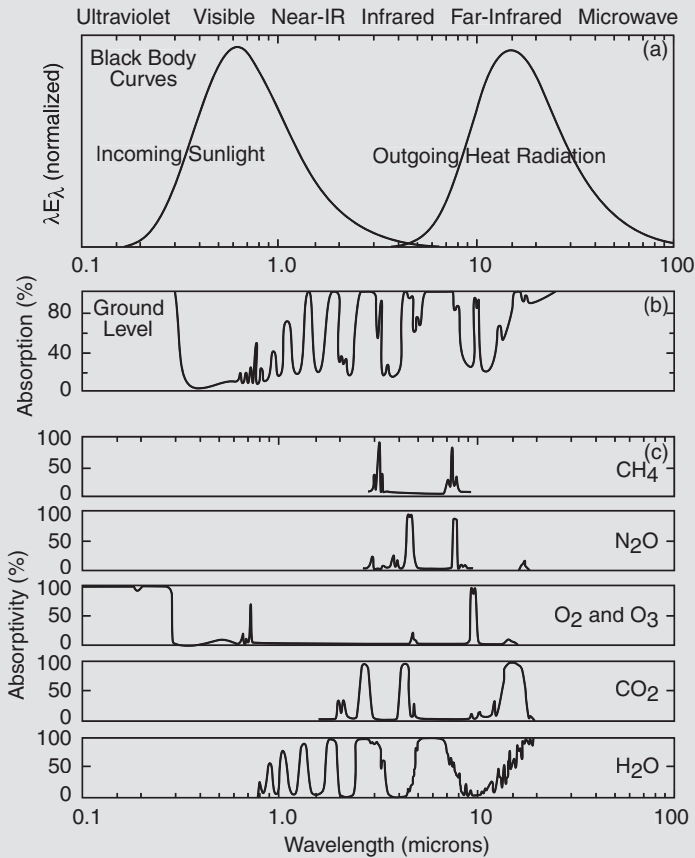 Ultraviolet Visible Near-IR Infrared Far-Infrared Microwave
(a)
Black Body
Curves
Incoming Sunlight Outgoing Heat Radiation
λEλ (normalized)
0.1 1.0 10 100
(b)
Ground
Level
Absorption (%)
80
40
0
(c)
100
50
0
CH4
100
50
0
N2O
100
50
0
O2 and O3
100
50
0
CO2
100
50
0
H2O
Absorptivity (%)
0.1 1.0 10 100
Wavelength (microns)